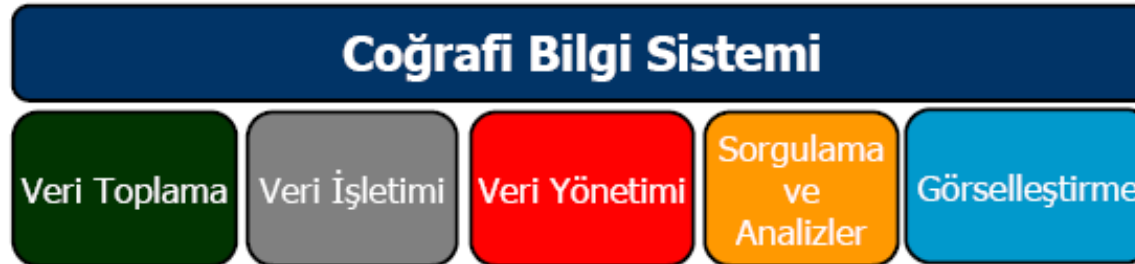 Coğrafi Bilgi Sistemi
Veri Toplama
Veri İşletimi
Veri Yönetimi
Sorgulama
ve
Analizler
Görselleştirme